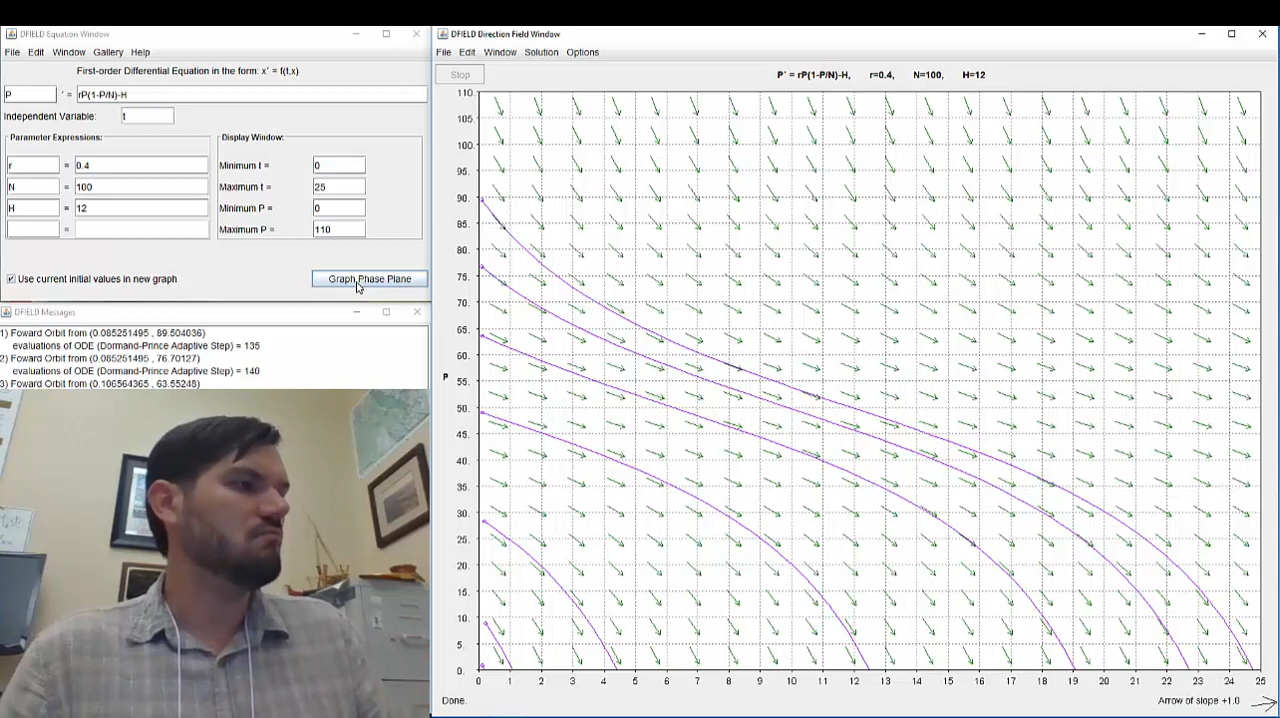 DFIELD Equation Window
File Edit Window Gallery Help
First-order Differential Equation in the form: x´ = f(t,x)
P ´ = rP(1-P/N)-H
Independent Variable: t
Parameter Expressions:
r = 0.4
N = 100
H = 12
=
Display Window:
Minimum t = 0
Maximum t = 25
Minimum P = 0
Maximum P = 110
Use current initial values in new graph
Graph Phase Plane
DFIELD Messages
1) Foward Orbit from (0.085251495 , 89.504036)
evaluations of ODE (Dormand-Prince Adaptive Step) = 135
2) Foward Orbit from (0.085251495 , 76.70127)
evaluations of ODE (Dormand-Prince Adaptive Step) = 140
3) Foward Orbit from (0.106564365 , 63.55248)
DFIELD Direction Field Window
File Edit Window Solution Options
Stop
P´ = rP(1-P/N)-H, r=0.4, N=100, H=12
110.
105.
100.
95.
90.
85.
80.
75.
70.
65.
60.
55.
50.
45.
40.
35.
30.
25.
20.
15.
10.
5.
0.
P
0 1 2 3 4 5 6 7 8 9 10 11 12 13 14 15 16 17 18 19 20 21 22 23 24 25
t
Done.
Arrow of slope +1.0